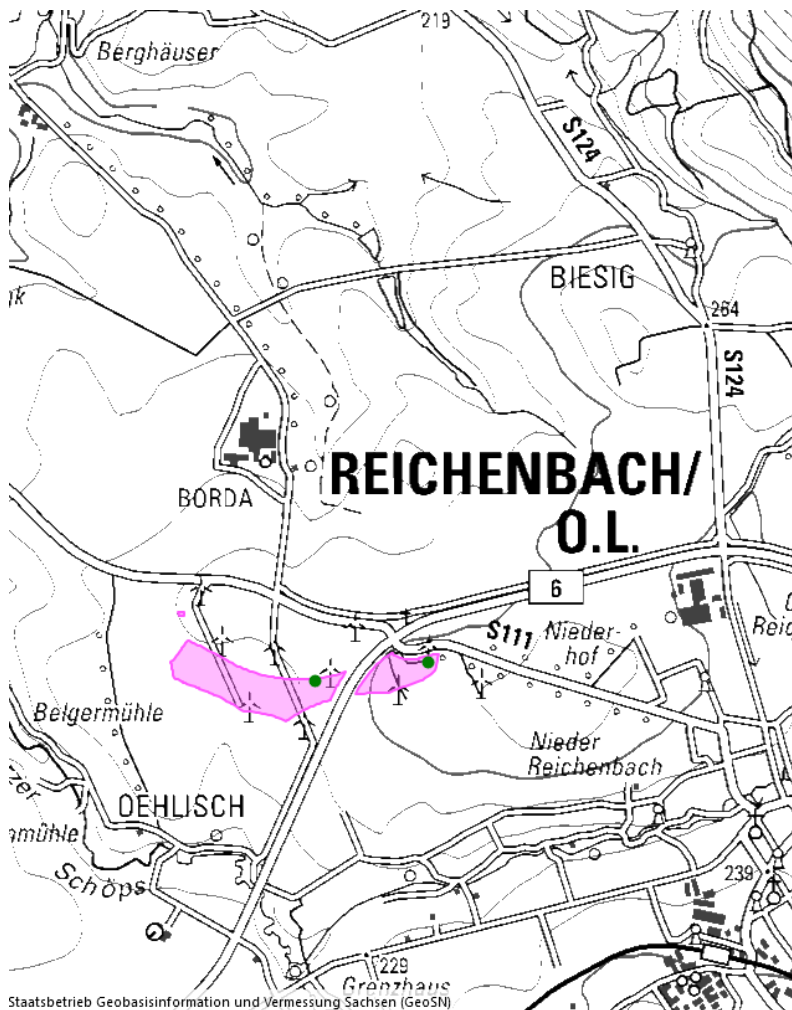 219
Berghäuser
S124
BIESIG
264
S124
REICHENBACH/
O.L.
BORDA
6
S111
Nieder-
hof
Reic
Belgermühle
Nieder
Reichenbach
OEHLISCH
mühle
Schöps
239
229
Grenzhaus
Staatsbetrieb Geobasisinformation und Vermessung Sachsen (GeoSN)